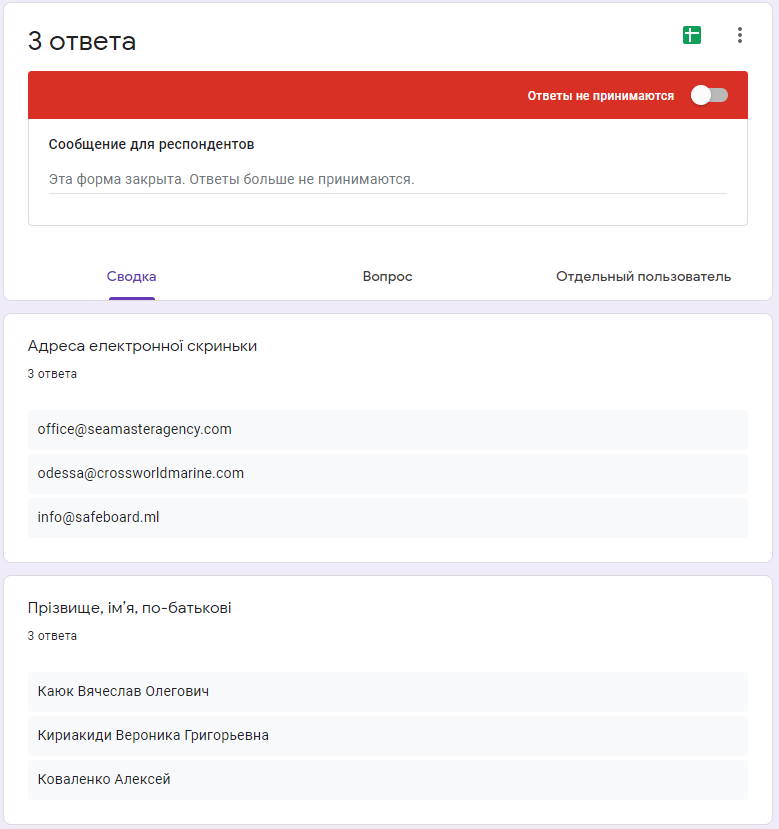 3 ответа
Ответы не принимаются
Сообщение для респондентов
Эта форма закрыта. Ответы больше не принимаются.
Сводка
Вопрос
Отдельный пользователь
Адреса електронної скриньки
3 ответа
office@seamasteragency.com
odessa@crossworldmarine.com
info@safeboard.ml
Прізвище, ім’я, по-батькові
3 ответа
Каюк Вячеслав Олегович
Кириакиди Вероника Григорьевна
Коваленко Алексей